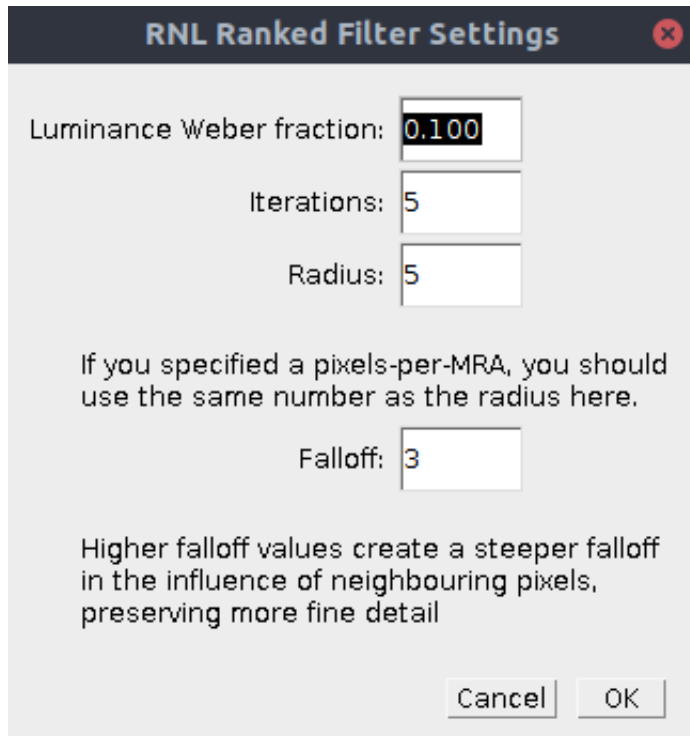 RNL Ranked Filter Settings
Luminance Weber fraction: 0.100
Iterations: 5
Radius: 5
If you specified a pixels-per-MRA, you should
use the same number as the radius here.
Falloff: 3
Higher falloff values create a steeper falloff
in the influence of neighbouring pixels,
preserving more fine detail
Cancel OK